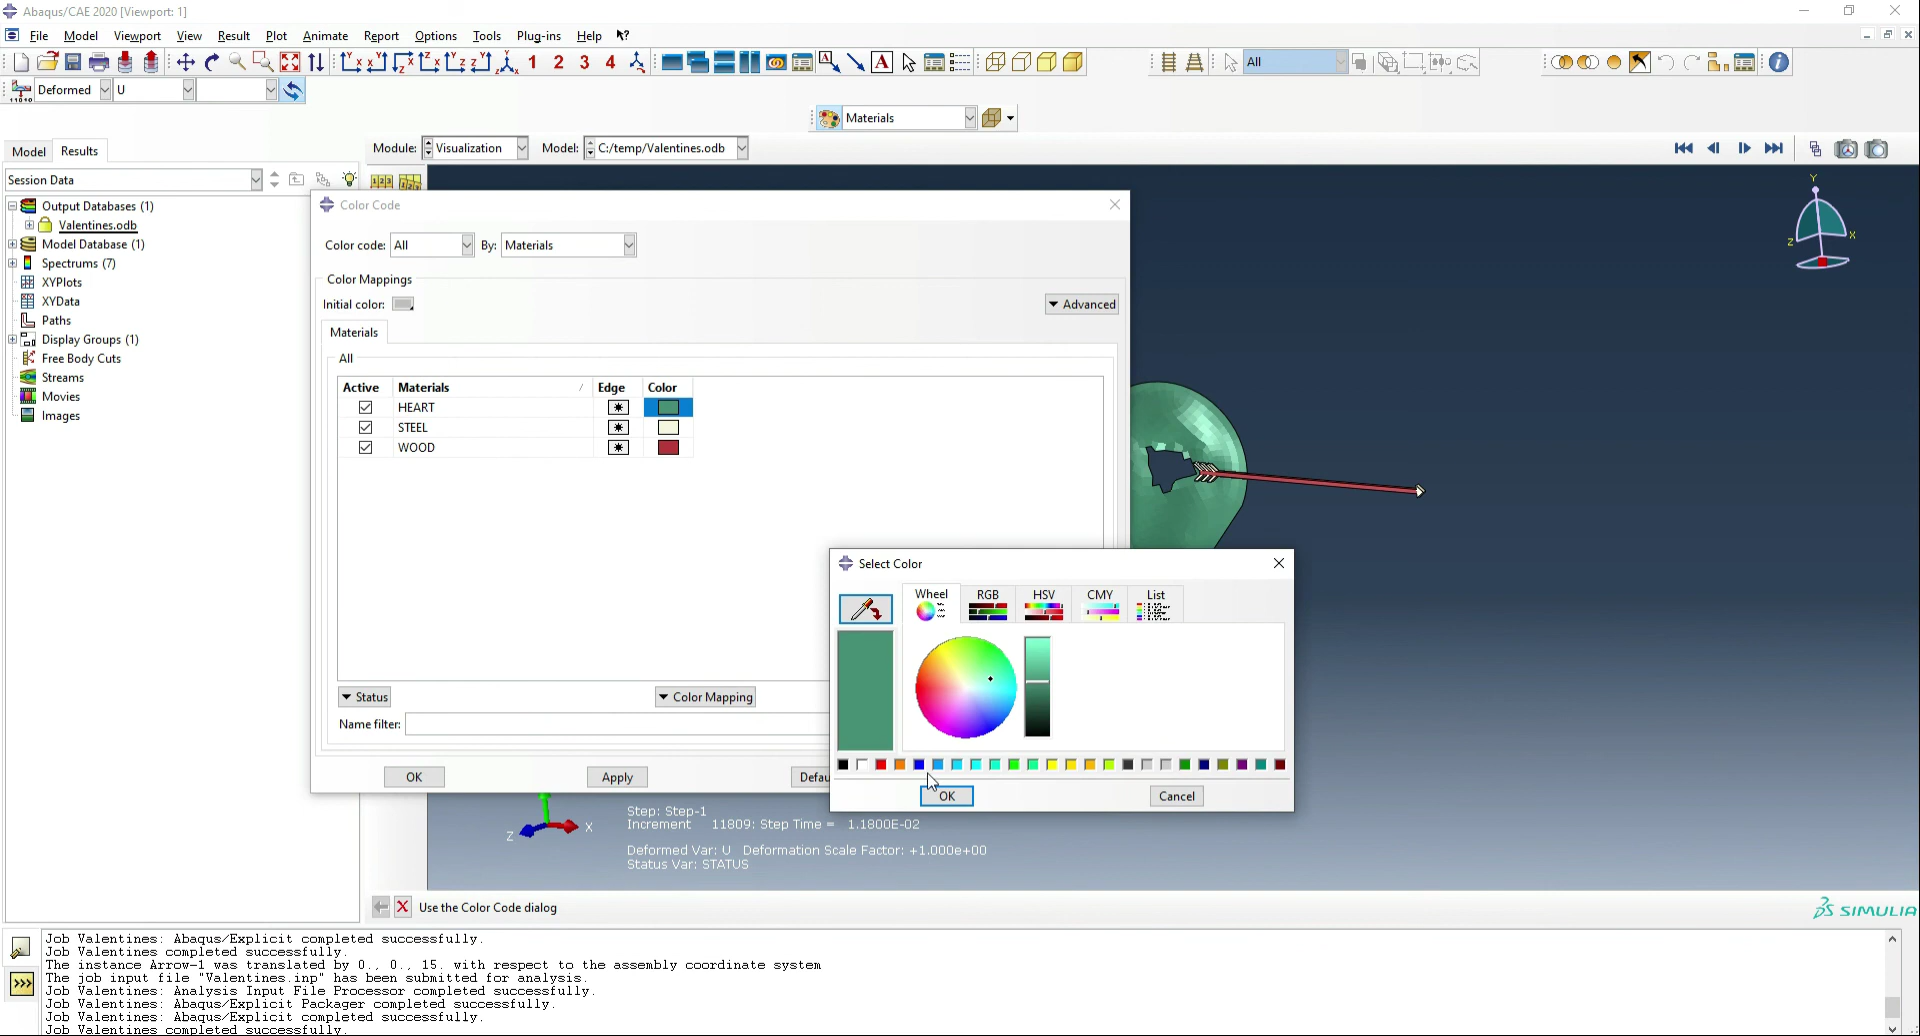 Abaqus/CAE 2020 [Viewport: 1]
File Model Viewport View Result Plot Animate Report Options Tools Plug-ins Help
1 2 3 4 A All
Deformed U
Materials
Model Results
Module: Visualization Model: C:/temp/Valentines.odb
Session Data
Output Databases (1)
Valentines.odb
Model Database (1)
Spectrums (7)
XYPlots
XYData
Paths
Display Groups (1)
Free Body Cuts
Streams
Movies
Images
Color Code
Color code: All By: Materials
Color Mappings
Initial color:
Advanced
Materials
All
Active Materials Edge Color
HEART
STEEL
WOOD
Status
Color Mapping
Name filter:
OK Apply Defau
Y
Z X
Select Color
Wheel RGB HSV CMY List
OK Cancel
Z X
Step: Step-1
Increment 11809: Step Time = 1.1800E-02
Deformed Var: U Deformation Scale Factor: +1.000e+00
Status Var: STATUS
Use the Color Code dialog
SIMULIA
Job Valentines: Abaqus/Explicit completed successfully.
Job Valentines completed successfully.
The instance Arrow-1 was translated by 0., 0., 15. with respect to the assembly coordinate system
The job input file "Valentines.inp" has been submitted for analysis.
Job Valentines: Analysis Input File Processor completed successfully.
Job Valentines: Abaqus/Explicit Packager completed successfully.
Job Valentines: Abaqus/Explicit completed successfully.
Job Valentines completed successfully.